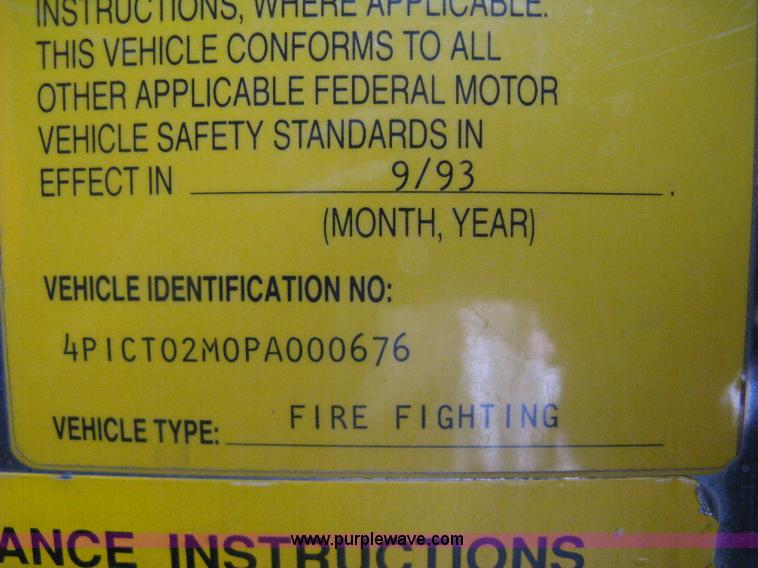 INSTRUCTIONS, WHERE APPLICABLE.
THIS VEHICLE CONFORMS TO ALL
OTHER APPLICABLE FEDERAL MOTOR
VEHICLE SAFETY STANDARDS IN
EFFECT IN 9/93.
(MONTH, YEAR)
VEHICLE IDENTIFICATION NO:
4PICT02M0PA000676
VEHICLE TYPE: FIRE FIGHTING
ANCE INSTRUCTIONS
www.purplewave.com